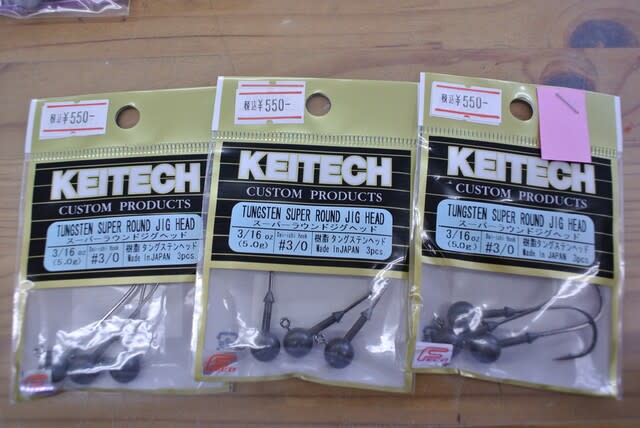 税込¥550-
KEITECH
CUSTOM PRODUCTS
TUNGSTEN SUPER ROUND JIG HEAD
スーパーラウンドジグヘッド
3/16 oz
(5.0g)
#3/0
樹脂タングステンヘッド
Made In JAPAN 3pcs
税込¥550-
KEITECH
CUSTOM PRODUCTS
TUNGSTEN SUPER ROUND JIG HEAD
スーパーラウンドジグヘッド
3/16 oz
(5.0g)
#3/0
樹脂タングステンヘッド
Made In JAPAN 3pcs
税込¥550-
KEITECH
CUSTOM PRODUCTS
TUNGSTEN SUPER ROUND JIG HEAD
スーパーラウンドジグヘッド
3/16 oz
(5.0g)
#3/0
樹脂タングステンヘッド
Made In JAPAN 3pcs